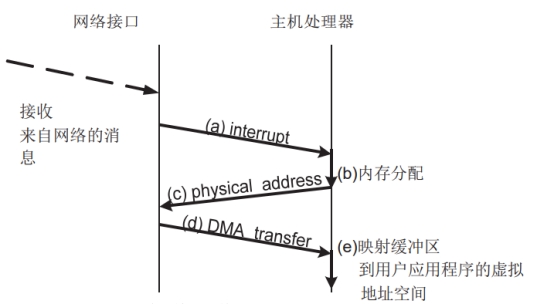 网络接口
主机处理器
接收
来自网络的消
息
(a) interrupt
(b)内存分配
(c) physical address
(d) DMA transfer
(e)映射缓冲区
到用户应用程序的虚拟
地址空间